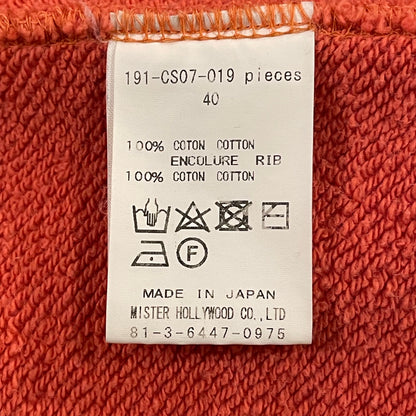 191-CS07-019 pieces
40
100% COTON COTTON
ENCOLURE RIB
100% COTON COTTON
F
MADE IN JAPAN
MISTER HOLLYWOOD CO.,LTD
81-3-6447-0975